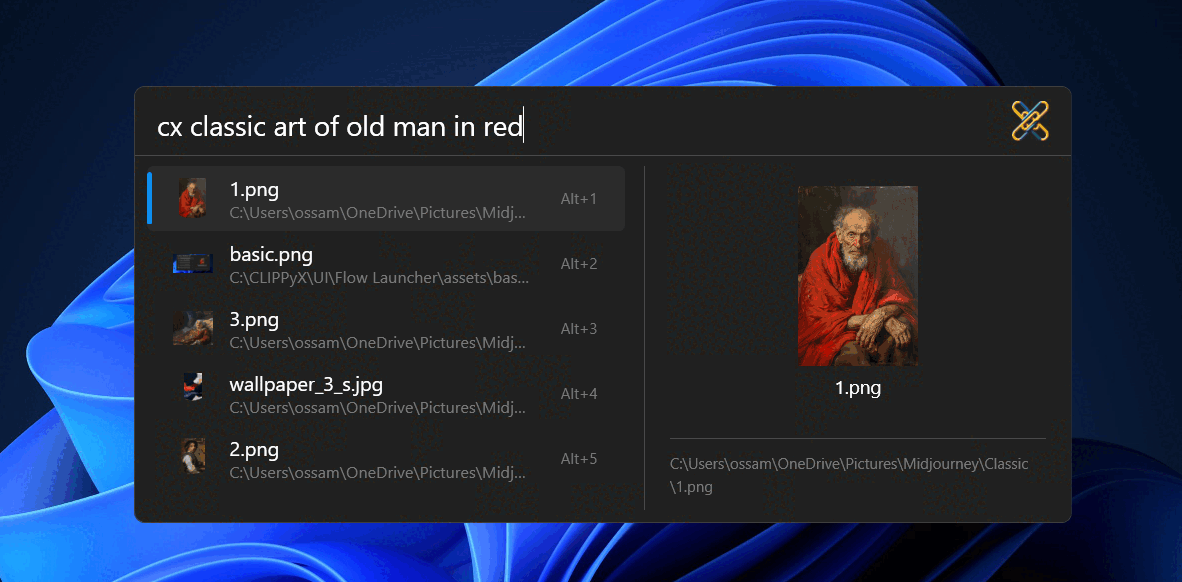 cx classic art of old man in red
1.png
C:\Users\ossam\OneDrive\Pictures\Midj...
Alt+1
basic.png
C:\CLIPPyX\UI\Flow Launcher\assets\bas...
Alt+2
3.png
C:\Users\ossam\OneDrive\Pictures\Midj...
Alt+3
wallpaper_3_s.jpg
C:\Users\ossam\OneDrive\Pictures\Midj...
Alt+4
2.png
C:\Users\ossam\OneDrive\Pictures\Midj...
Alt+5
1.png
C:\Users\ossam\OneDrive\Pictures\Midjourney\Classic
\1.png